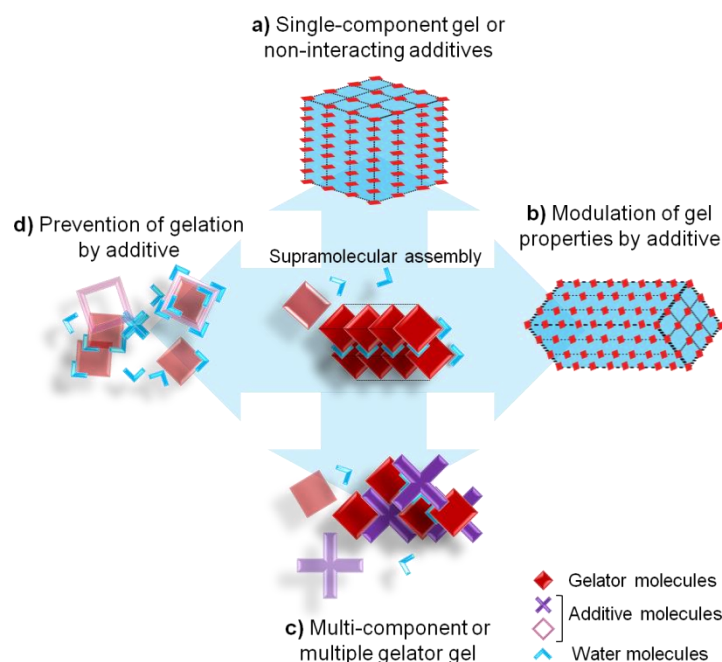 a) Single-component gel or
non-interacting additives
d) Prevention of gelation
by additive
Supramolecular assembly
b) Modulation of gel
properties by additive
c) Multi-component or
multiple gelator gel
Gelator molecules
Additive molecules
Water molecules